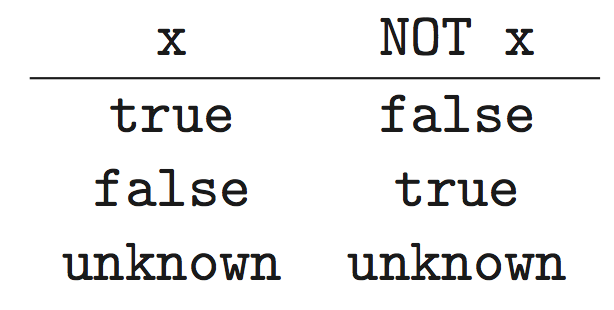 x NOT x
true false
false true
unknown unknown